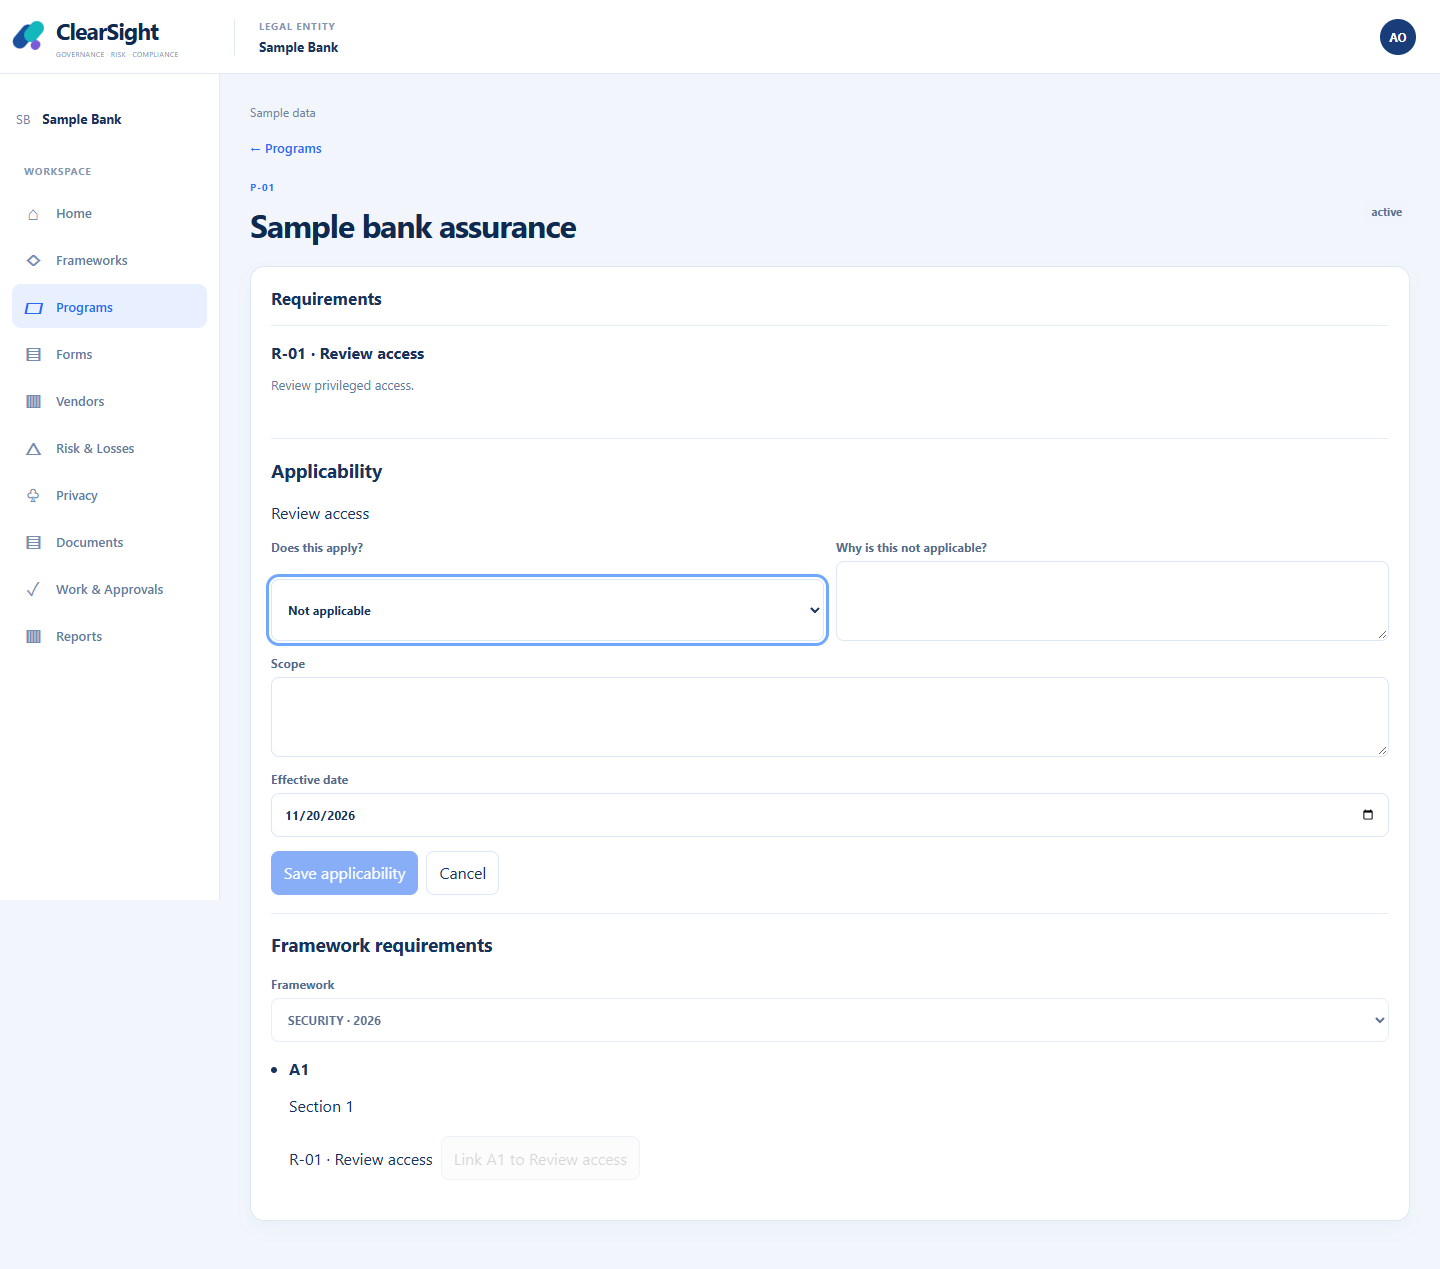 ClearSight
GOVERNANCE · RISK · COMPLIANCE
LEGAL ENTITY
Sample Bank
AO
SB Sample Bank
WORKSPACE
Home
Frameworks
Programs
Forms
Vendors
Risk & Losses
Privacy
Documents
Work & Approvals
Reports
Sample data
← Programs
P-01
Sample bank assurance
active
Requirements
R-01 · Review access
Review privileged access.
Applicability
Review access
Does this apply?
Why is this not applicable?
Not applicable
Scope
Effective date
11/20/2026
Save applicability
Cancel
Framework requirements
Framework
SECURITY · 2026
• A1
Section 1
R-01 · Review access
Link A1 to Review access